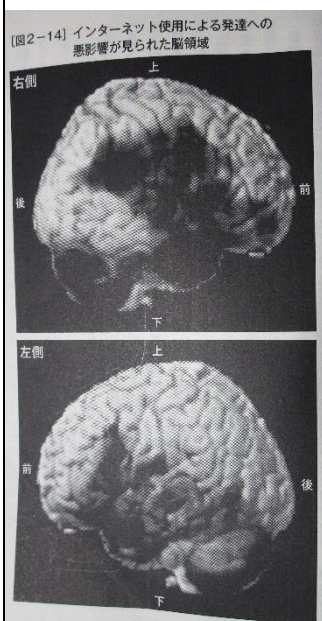 [図2-14] インターネット使用による発達への
悪影響が見られた脳領域
右側
上
後
前
下
左側
上
前
後
下